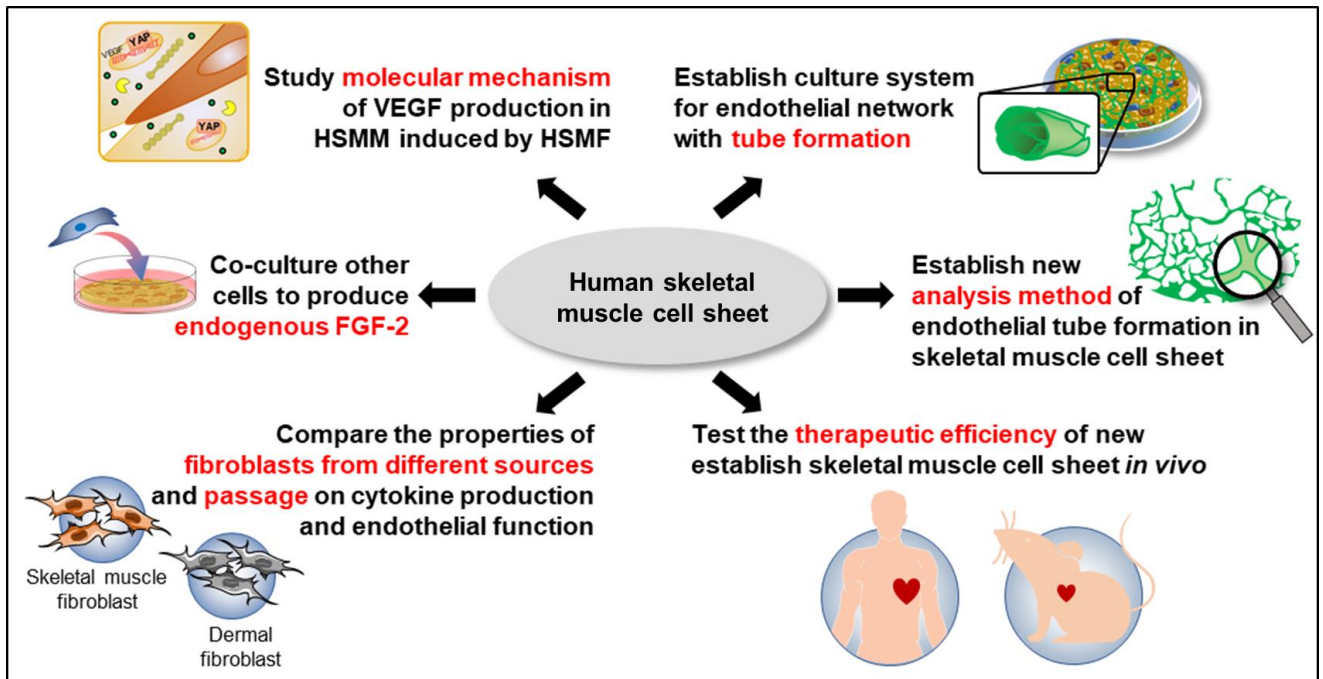 VEGF YAP
YAP
Study molecular mechanism
of VEGF production in
HSMM induced by HSMF
Establish culture system
for endothelial network
with tube formation
Co-culture other
cells to produce
endogenous FGF-2
Human skeletal
muscle cell sheet
Establish new
analysis method of
endothelial tube formation in
skeletal muscle cell sheet
Compare the properties of
fibroblasts from different sources
and passage on cytokine production
and endothelial function
Skeletal muscle
fibroblast
Dermal
fibroblast
Test the therapeutic efficiency of new
establish skeletal muscle cell sheet in vivo